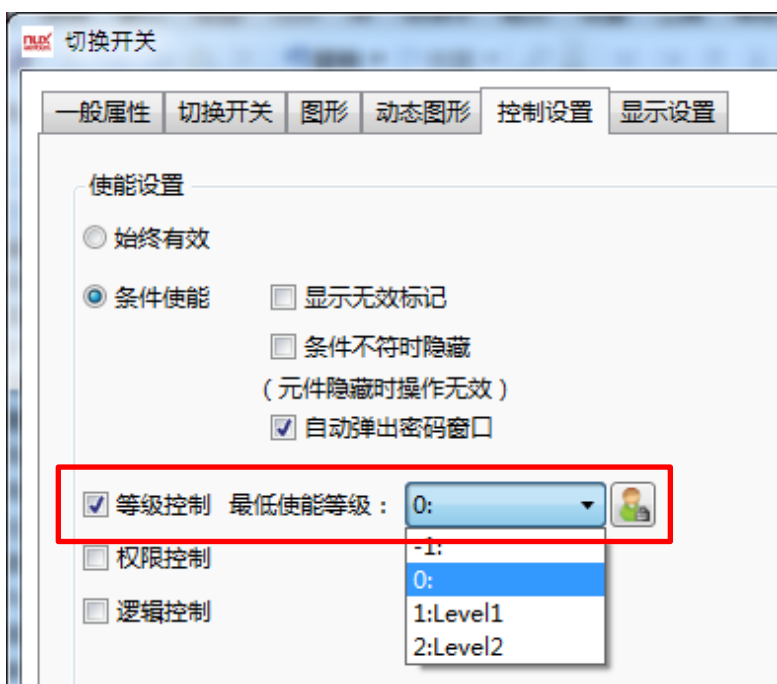 切换开关
一般属性 切换开关 图形 动态图形 控制设置 显示设置
使能设置
始终有效
条件使能 显示无效标记
条件不符时隐藏
(元件隐藏时操作无效)
自动弹出密码窗口
等级控制 最低使能等级： 0:
-1:
权限控制
0:
逻辑控制 1:Level1
2:Level2